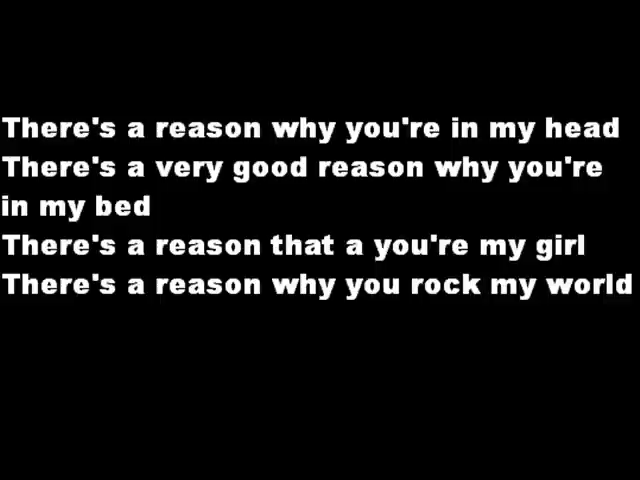 There's a reason why you're in my head
There's a very good reason why you're
in my bed
There's a reason that a you're my girl
There's a reason why you rock my world